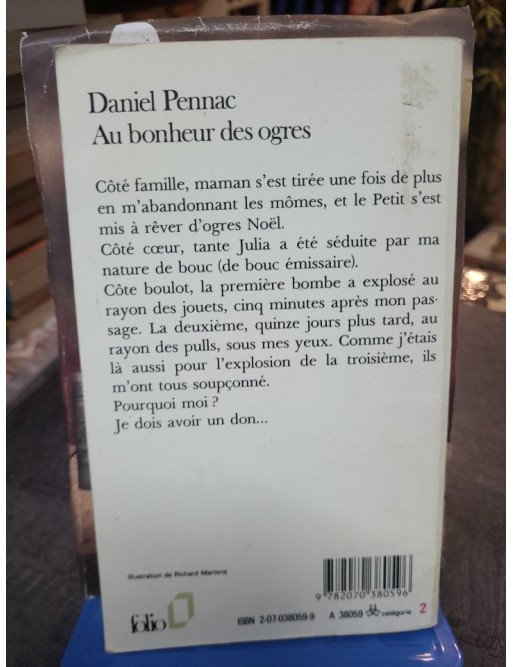 Daniel Pennac
Au bonheur des ogres
Côté famille, maman s'est tirée une fois de plus
en m'abandonnant les mômes, et le Petit s'est
mis à rêver d'ogres Noël.
Côté cœur, tante Julia a été séduite par ma
nature de bouc (de bouc émissaire).
Côte boulot, la première bombe a explosé au
rayon des jouets, cinq minutes après mon pas-
sage. La deuxième, quinze jours plus tard, au
rayon des pulls, sous mes yeux. Comme j'étais
là aussi pour l'explosion de la troisième, ils
m'ont tous soupçonné.
Pourquoi moi ?
Je dois avoir un don...
Illustration de Richard Martens
9 782070 380596
folio
ISBN 2-07-038059-9 A 38059 catégorie 2